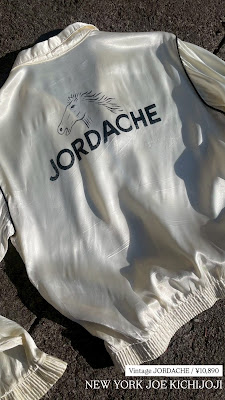 JORDACHE
Vintage JORDACHE / ¥10,890
NEW YORK JOE KICHIJOJI